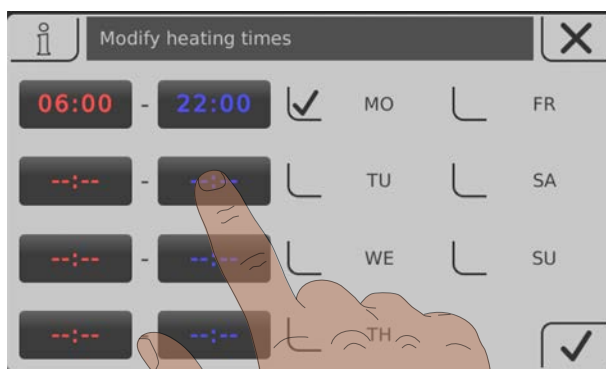 i Modify heating times
06:00 - 22:00 MO FR
--:-- - --:-- TU SA
--:-- - --:-- WE SU
--:-- - --:-- TH